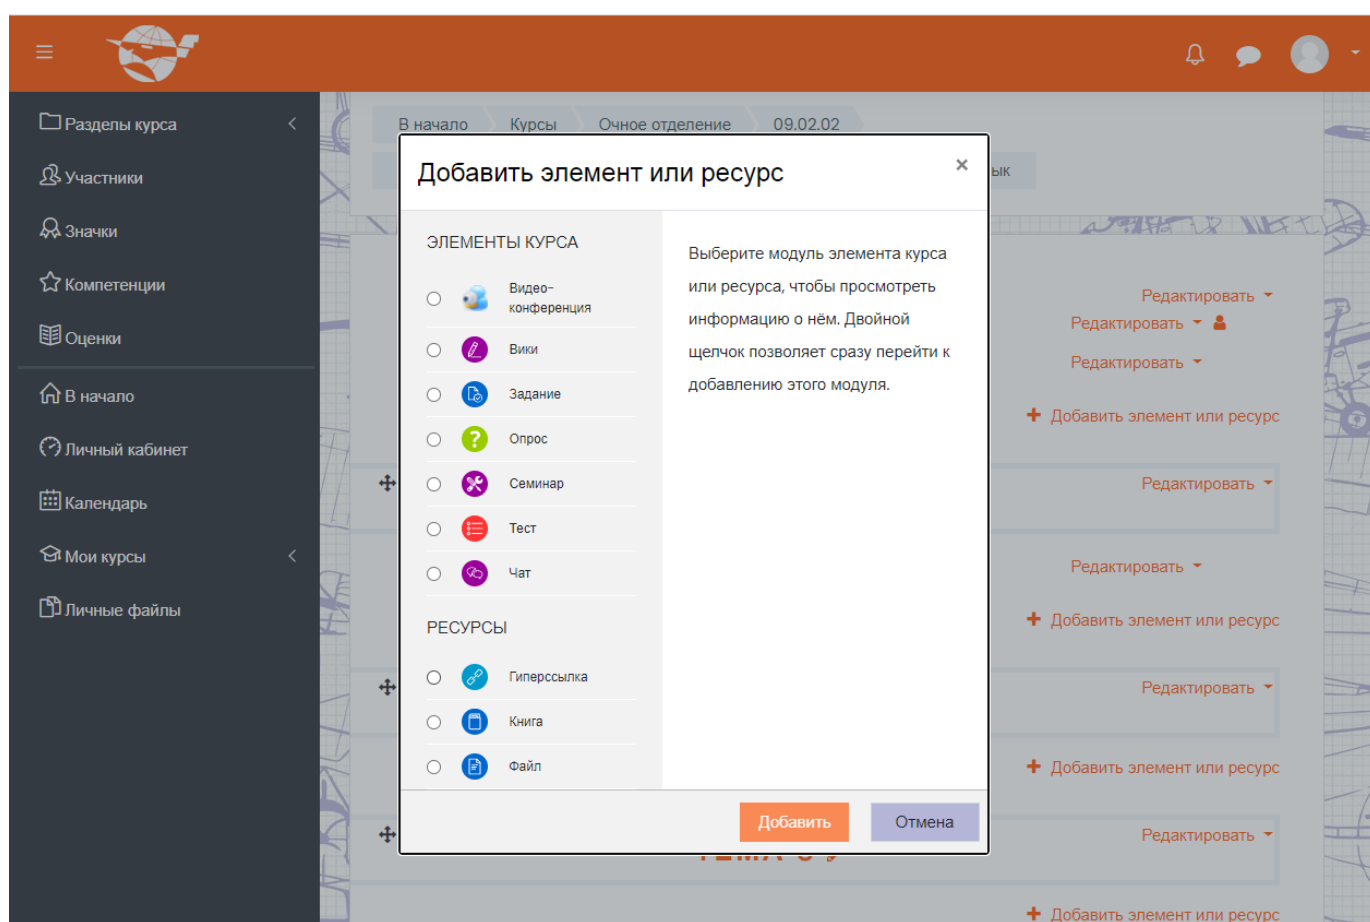 Разделы курса
Участники
Значки
Компетенции
Оценки
В начало
Личный кабинет
Календарь
Мои курсы
Личные файлы
В начало Курсы Очное отделение 09.02.02
ык
Добавить элемент или ресурс ×
ЭЛЕМЕНТЫ КУРСА
Видео-
конференция
Вики
Задание
Опрос
Семинар
Тест
Чат
РЕСУРСЫ
Гиперссылка
Книга
Файл
Выберите модуль элемента курса
или ресурса, чтобы просмотреть
информацию о нём. Двойной
щелчок позволяет сразу перейти к
добавлению этого модуля.
Добавить Отмена
Редактировать
Редактировать
Редактировать
+ Добавить элемент или ресурс
Редактировать
Редактировать
+ Добавить элемент или ресурс
Редактировать
+ Добавить элемент или ресурс
Редактировать
+ Добавить элемент или ресурс